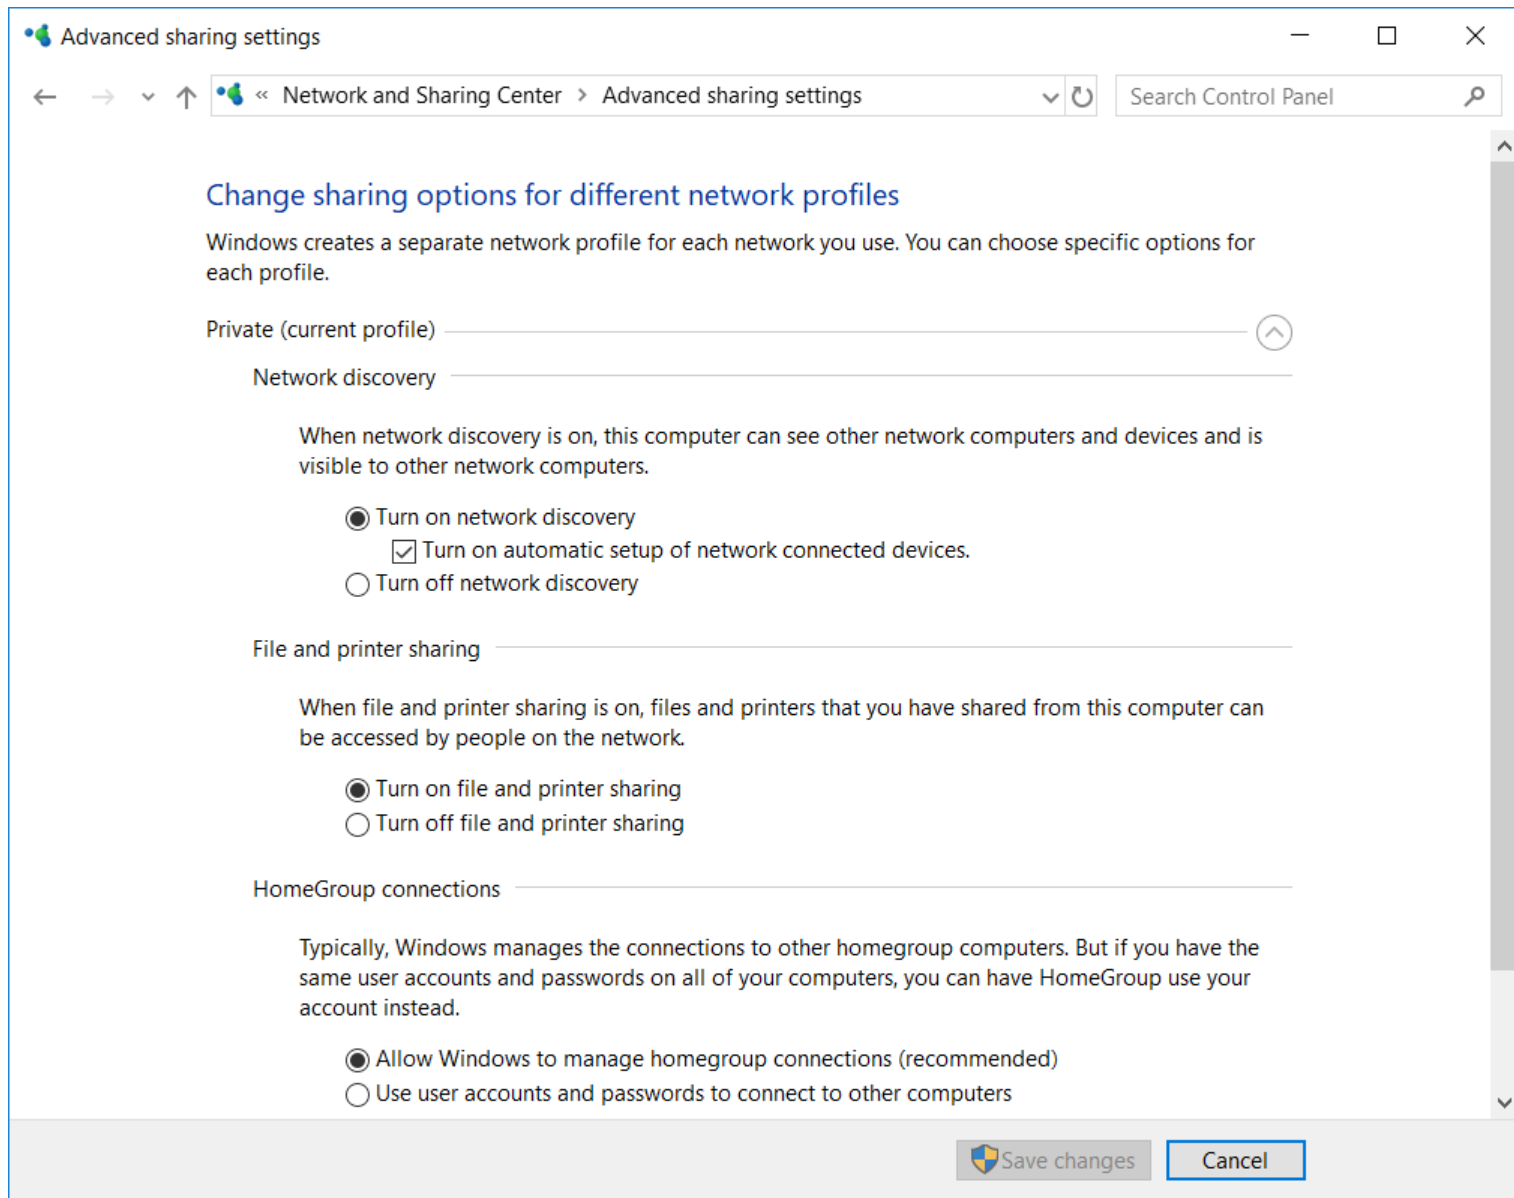 Advanced sharing settings
« Network and Sharing Center > Advanced sharing settings
Search Control Panel
Change sharing options for different network profiles
Windows creates a separate network profile for each network you use. You can choose specific options for
each profile.
Private (current profile)
Network discovery
When network discovery is on, this computer can see other network computers and devices and is
visible to other network computers.
Turn on network discovery
Turn on automatic setup of network connected devices.
Turn off network discovery
File and printer sharing
When file and printer sharing is on, files and printers that you have shared from this computer can
be accessed by people on the network.
Turn on file and printer sharing
Turn off file and printer sharing
HomeGroup connections
Typically, Windows manages the connections to other homegroup computers. But if you have the
same user accounts and passwords on all of your computers, you can have HomeGroup use your
account instead.
Allow Windows to manage homegroup connections (recommended)
Use user accounts and passwords to connect to other computers
Save changes
Cancel